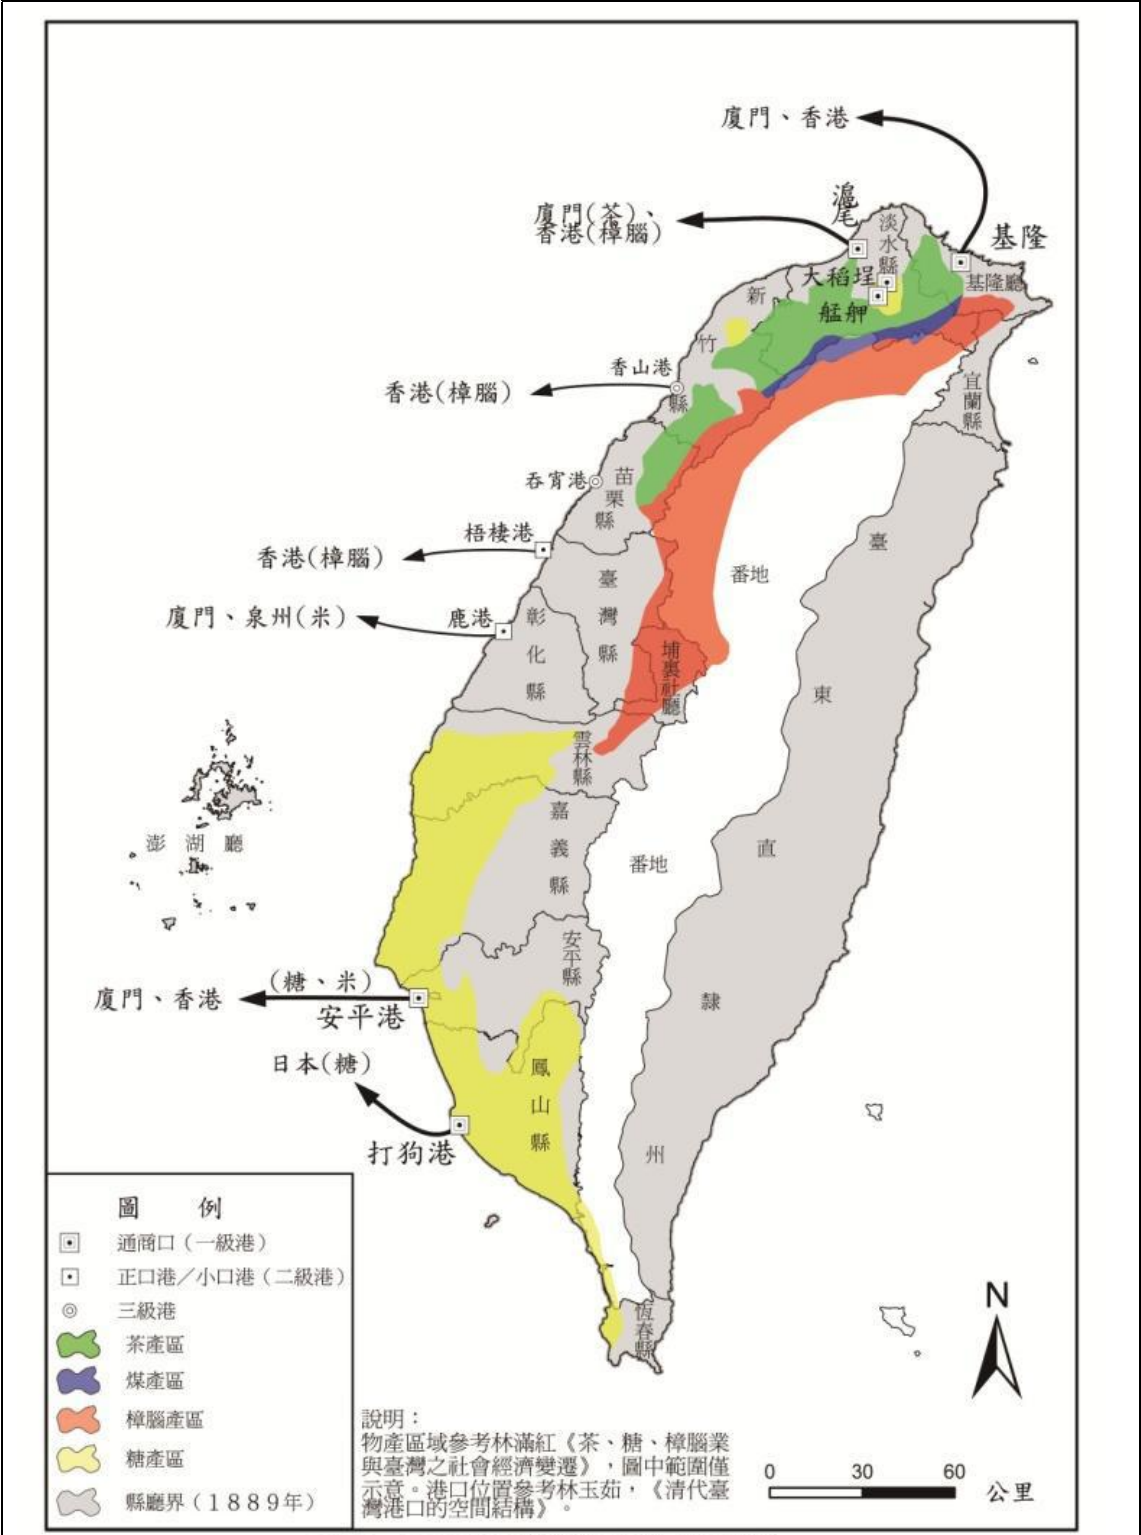 廈門、香港
滬尾
廈門(茶)、
香港(樟腦)
淡水縣
基隆
大稻埕
基隆廳
新竹縣
艋舺
香山港
香港(樟腦)
宜蘭縣
吞宵港
苗栗縣
梧棲港
臺東直隸州
香港(樟腦)
番地
臺灣縣
廈門、泉州(米)
鹿港
彰化縣
埔裏社廳
雲林縣
嘉義縣
澎湖廳
番地
安平縣
(糖、米)
廈門、香港
安平港
日本(糖)
鳳山縣
打狗港
恆春縣
圖 例
通商口(一級港)
正口港/小口港(二級港)
三級港
茶產區
煤產區
樟腦產區
糖產區
縣廳界(1889年)
說明:
物產區域參考林滿紅《茶、糖、樟腦業
與臺灣之社會經濟變遷》,圖中範圍僅
示意。港口位置參考林玉茹,《清代臺
灣港口的空間結構》。
N
0 30 60
公里